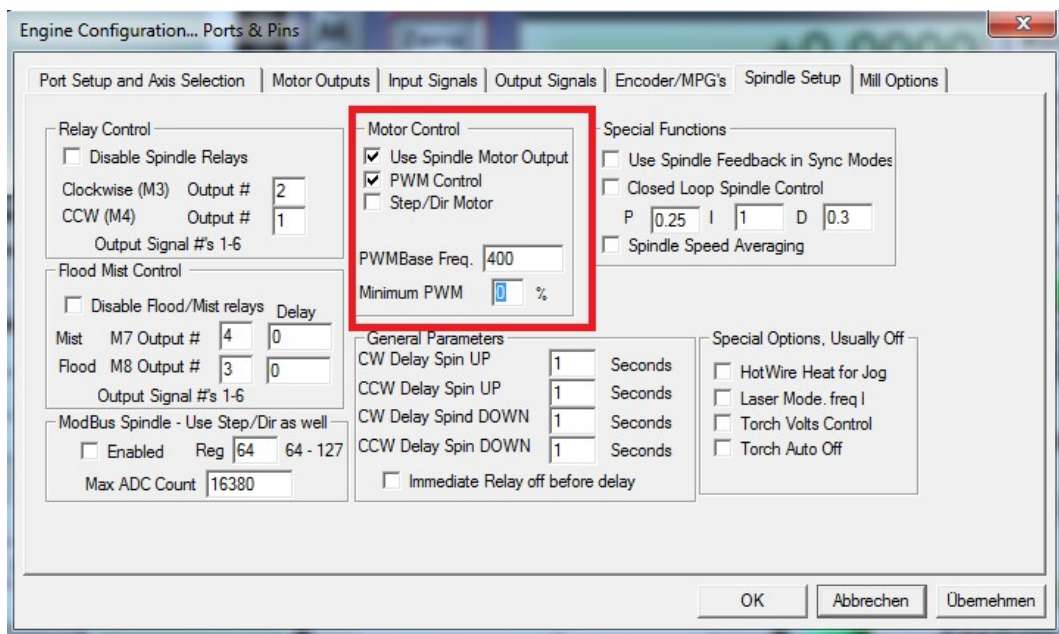 Engine Configuration... Ports & Pins
Port Setup and Axis Selection
Motor Outputs
Input Signals
Output Signals
Encoder/MPG's
Spindle Setup
Mill Options
Relay Control
Disable Spindle Relays
Clockwise (M3) Output # 2
CCW (M4) Output # 1
Output Signal #'s 1-6
Flood Mist Control
Disable Flood/Mist relays Delay
Mist M7 Output # 4 0
Flood M8 Output # 3 0
Output Signal #'s 1-6
ModBus Spindle - Use Step/Dir as well
Enabled Reg 64 64 - 127
Max ADC Count 16380
Motor Control
Use Spindle Motor Output
PWM Control
Step/Dir Motor
PWMBase Freq. 400
Minimum PWM 0 %
General Parameters
CW Delay Spin UP 1 Seconds
CCW Delay Spin UP 1 Seconds
CW Delay Spind DOWN 1 Seconds
CCW Delay Spin DOWN 1 Seconds
Immediate Relay off before delay
Special Functions
Use Spindle Feedback in Sync Modes
Closed Loop Spindle Control
P 0.25 I 1 D 0.3
Spindle Speed Averaging
Special Options, Usually Off
HotWire Heat for Jog
Laser Mode. freq I
Torch Volts Control
Torch Auto Off
OK
Abbrechen
Übernehmen